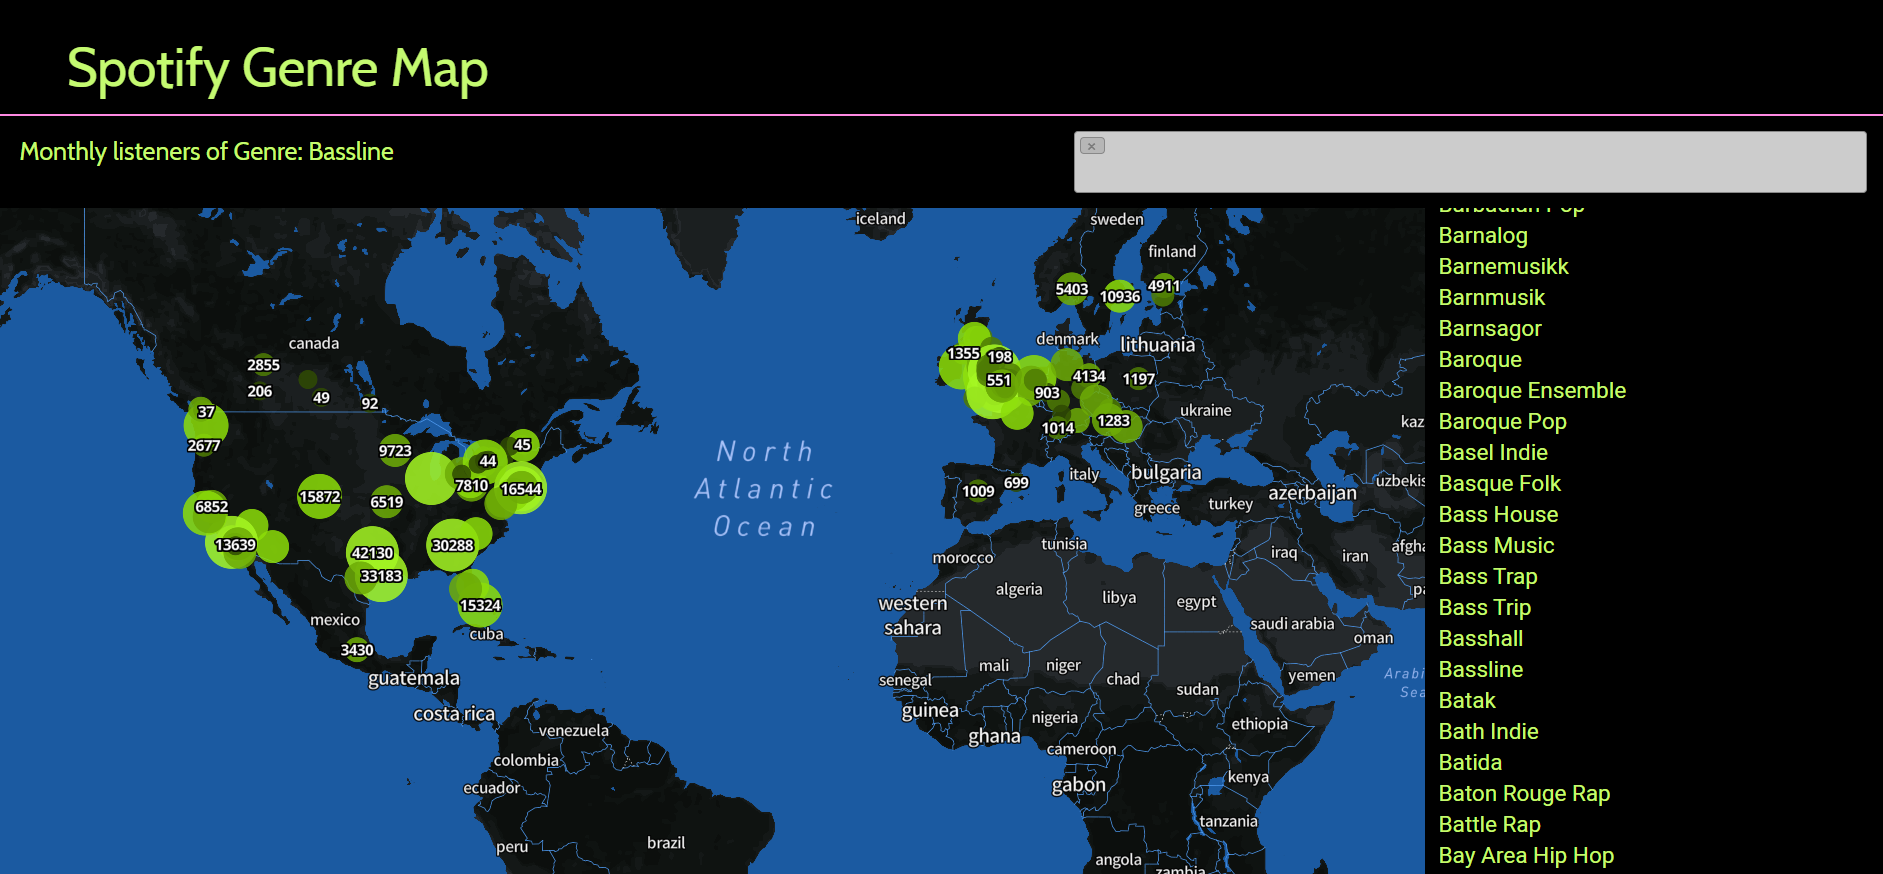 Spotify Genre Map
Monthly listeners of Genre: Bassline
×
iceland
sweden
finland
5403
10936
4911
canada
denmark
lithuania
1355
198
2855
551
4134
1197
206
49
92
903
37
ukraine
kaz
1014
1283
2677
9723
45
44
North
Atlantic
Ocean
italy
bulgaria
7810
16544
1009
699
uzbekis
15872
6519
azerbaijan
6852
greece
turkey
13639
42130
30288
morocco
tunisia
iraq
iran
afgha
33183
algeria
libya
egypt
pa
15324
western
sahara
mexico
cuba
saudi arabia
oman
3430
guatemala
mali
niger
chad
yemen
Arabi
Sea
senegal
sudan
costa rica
guinea
nigeria
ethiopia
venezuela
ghana
cameroon
colombia
gabon
kenya
ecuador
tanzania
peru
brazil
angola
zambia
Barbadian Pop
Barnalog
Barnemusikk
Barnmusik
Barnsagor
Baroque
Baroque Ensemble
Baroque Pop
Basel Indie
Basque Folk
Bass House
Bass Music
Bass Trap
Bass Trip
Basshall
Bassline
Batak
Bath Indie
Batida
Baton Rouge Rap
Battle Rap
Bay Area Hip Hop